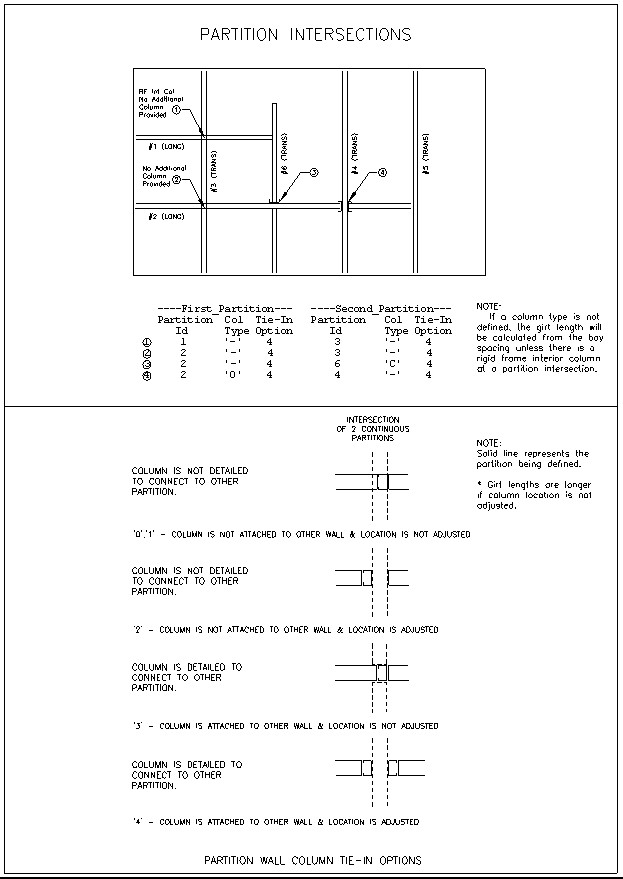 PARTITION INTERSECTIONS
RF Int Col
No Additional
Column
Provided
1
#1 (LONG)
No Additional
Column
Provided
2
#2 (LONG)
#3 (TRANS)
#6 (TRANS)
3
#4 (TRANS)
4
#5 (TRANS)
----First_Partition--- ----Second_Partition---
Partition Col Tie-In Partition Col Tie-In
Id Type Option Id Type Option
1 1 '-' 4 3 '-' 4
2 2 '-' 4 3 '-' 4
3 2 '-' 4 6 'C' 4
4 2 'O' 4 4 '-' 4
NOTE:
If a column type is not
defined, the girt length will
be calculated from the bay
spacing unless there is a
rigid frame interior column
at a partition intersection.
INTERSECTION
OF 2 CONTINUOUS
PARTITIONS
NOTE:
Solid line represents the
partition being defined.
* Girt lengths are longer
if column location is not
adjusted.
COLUMN IS NOT DETAILED
TO CONNECT TO OTHER
PARTITION.
'0','1' - COLUMN IS NOT ATTACHED TO OTHER WALL & LOCATION IS NOT ADJUSTED
COLUMN IS NOT DETAILED
TO CONNECT TO OTHER
PARTITION.
'2' - COLUMN IS NOT ATTACHED TO OTHER WALL & LOCATION IS ADJUSTED
COLUMN IS DETAILED TO
CONNECT TO OTHER
PARTITION.
'3' - COLUMN IS ATTACHED TO OTHER WALL & LOCATION IS NOT ADJUSTED
COLUMN IS DETAILED TO
CONNECT TO OTHER
PARTITION.
'4' - COLUMN IS ATTACHED TO OTHER WALL & LOCATION IS ADJUSTED
PARTITION WALL COLUMN TIE-IN OPTIONS